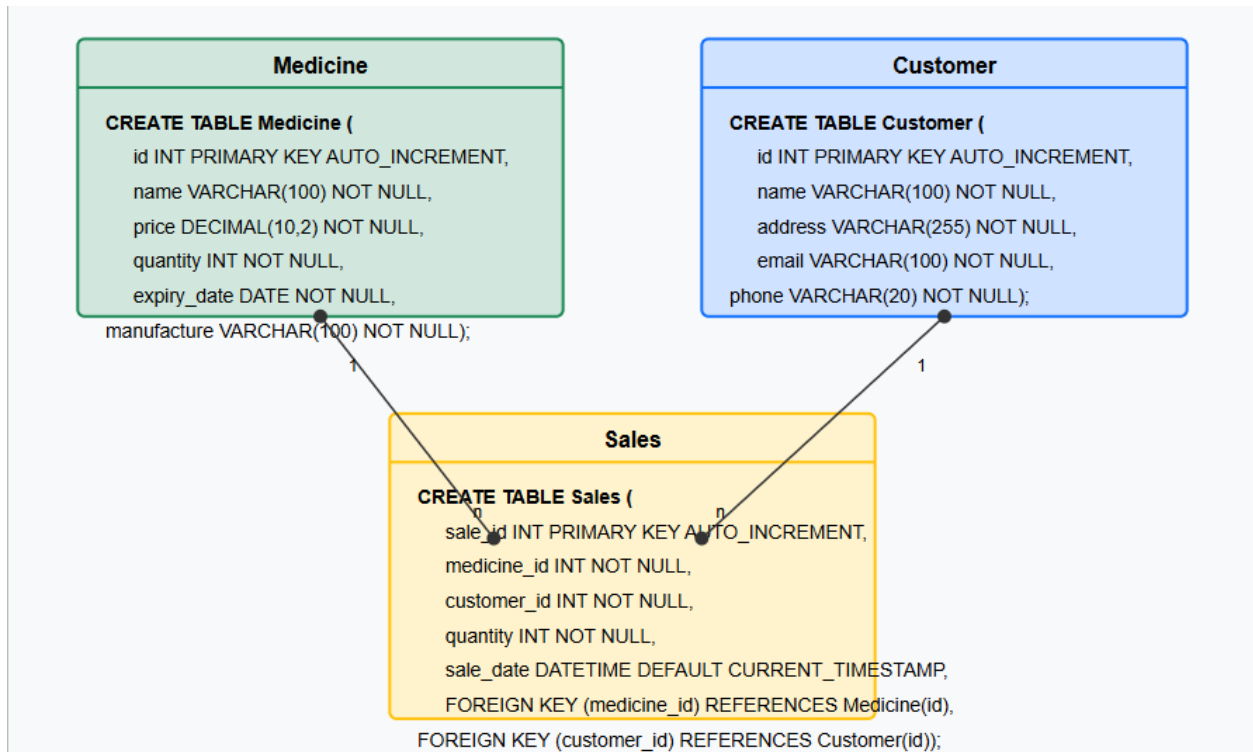 Medicine
CREATE TABLE Medicine (
id INT PRIMARY KEY AUTO_INCREMENT,
name VARCHAR(100) NOT NULL,
price DECIMAL(10,2) NOT NULL,
quantity INT NOT NULL,
expiry_date DATE NOT NULL,
manufacture VARCHAR(100) NOT NULL);
Customer
CREATE TABLE Customer (
id INT PRIMARY KEY AUTO_INCREMENT,
name VARCHAR(100) NOT NULL,
address VARCHAR(255) NOT NULL,
email VARCHAR(100) NOT NULL,
phone VARCHAR(20) NOT NULL);
1
1
Sales
CREATE TABLE Sales (
n
n
sale_id INT PRIMARY KEY AUTO_INCREMENT,
medicine_id INT NOT NULL,
customer_id INT NOT NULL,
quantity INT NOT NULL,
sale_date DATETIME DEFAULT CURRENT_TIMESTAMP,
FOREIGN KEY (medicine_id) REFERENCES Medicine(id),
FOREIGN KEY (customer_id) REFERENCES Customer(id));